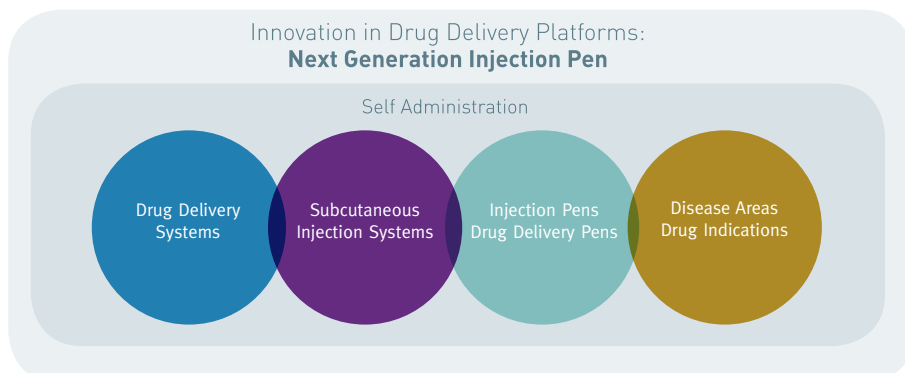 Innovation in Drug Delivery Platforms:
Next Generation Injection Pen
Self Administration
Drug Delivery
Systems
Subcutaneous
Injection Systems
Injection Pens
Drug Delivery Pens
Disease Areas
Drug Indications